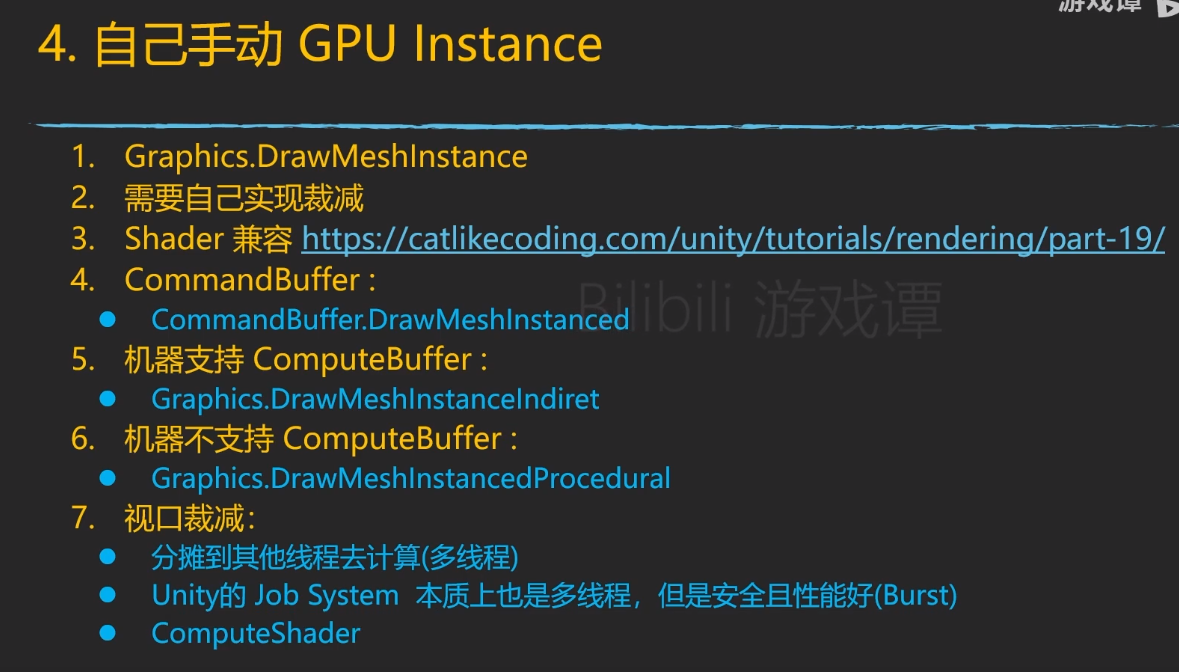 游戏谭
4. 自己手动 GPU Instance
1. Graphics.DrawMeshInstance
2. 需要自己实现裁减
3. Shader 兼容 https://catlikecoding.com/unity/tutorials/rendering/part-19/
4. CommandBuffer :
● CommandBuffer.DrawMeshInstanced
Bilibili 游戏谭
5. 机器支持 ComputeBuffer :
● Graphics.DrawMeshInstanceIndiret
6. 机器不支持 ComputeBuffer :
● Graphics.DrawMeshInstancedProcedural
7. 视口裁减：
● 分摊到其他线程去计算(多线程)
● Unity的 Job System 本质上也是多线程，但是安全且性能好(Burst)
● ComputeShader